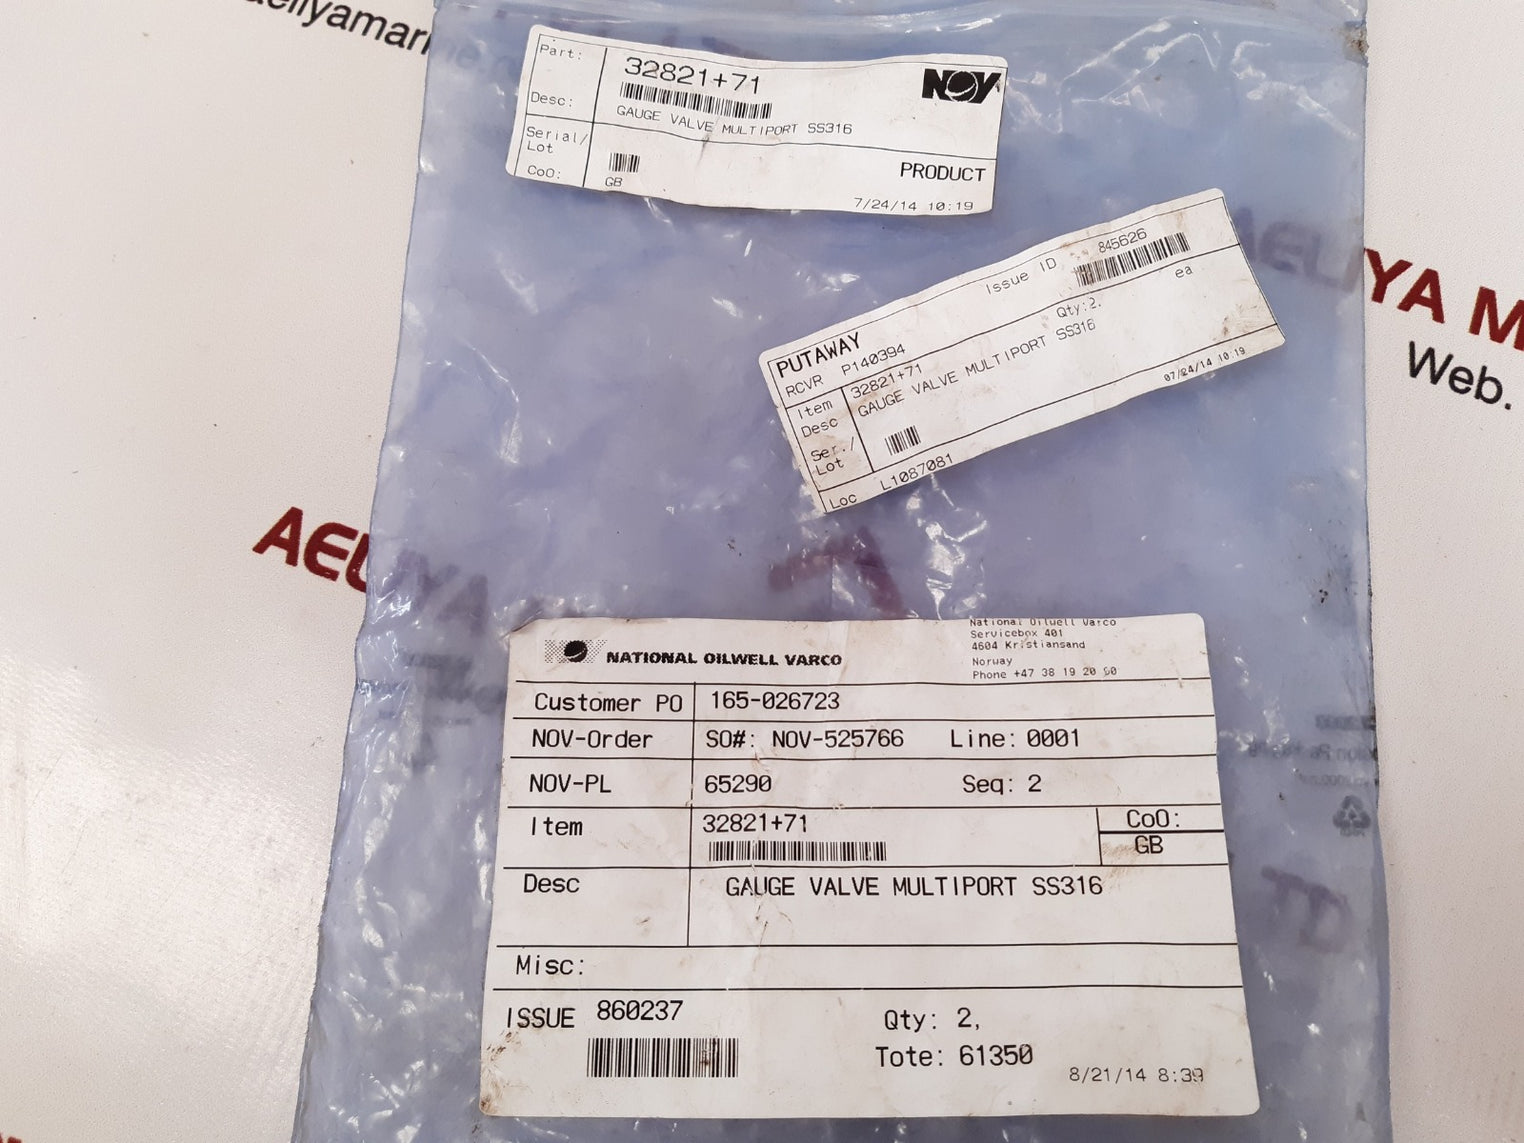 aeliyamarine.n
Part:
32821+71
NOV
Desc:
GAUGE VALVE MULTIPORT SS316
Serial/
Lot
PRODUCT
CoO:
GB
7/24/14 10:19
Issue ID
845626
PUTAWAY
Qty:2.
ea
RCVR P140394
Item
32821+71
Desc
GAUGE VALVE MULTIPORT SS316
07/24/14 10:19
Ser./
Lot
Loc L1087081
AELIYA M
Web.
AELIYA
NATIONAL OILWELL VARCO
National Oilwell Varco
Servicebox 401
4604 Kristiansand
Norway
Phone +47 38 19 20 00
Customer PO 165-026723
NOV-Order SO#: NOV-525766 Line: 0001
NOV-PL 65290 Seq: 2
Item 32821+71
CoO:
GB
Desc GAUGE VALVE MULTIPORT SS316
Misc:
ISSUE 860237
Qty: 2,
Tote: 61350
8/21/14 8:39